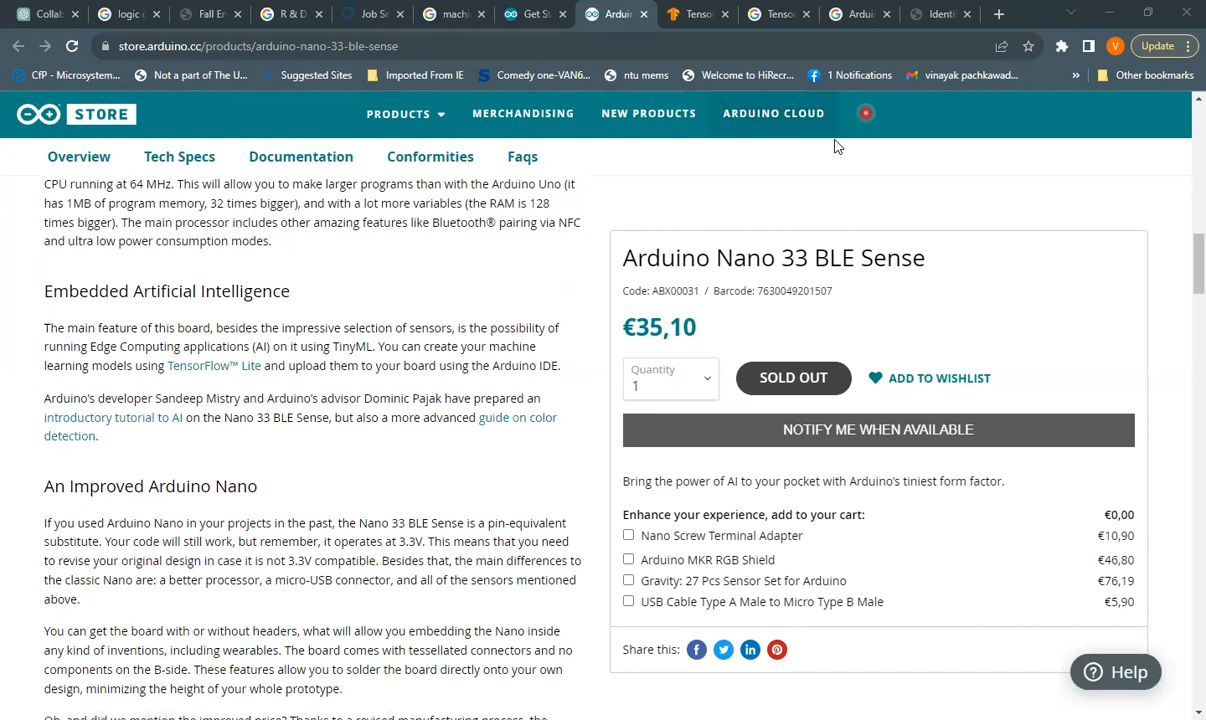 Collab
logic g
Fall En
R & D
Job Se
machi
Get St
Arduin
Tensor
Tensor
Arduin
Identi
store.arduino.cc/products/arduino-nano-33-ble-sense
V
Update
CfP - Microsystem...
Not a part of The U...
Suggested Sites
Imported From IE
Comedy one-VAN6...
ntu mems
Welcome to HiRecr...
1 Notifications
vinayak pachkawad...
»
Other bookmarks
STORE
PRODUCTS
MERCHANDISING
NEW PRODUCTS
ARDUINO CLOUD
Overview
Tech Specs
Documentation
Conformities
Faqs
CPU running at 64 MHz. This will allow you to make larger programs than with the Arduino Uno (it
has 1MB of program memory, 32 times bigger), and with a lot more variables (the RAM is 128
times bigger). The main processor includes other amazing features like Bluetooth® pairing via NFC
and ultra low power consumption modes.
Embedded Artificial Intelligence
The main feature of this board, besides the impressive selection of sensors, is the possibility of
running Edge Computing applications (AI) on it using TinyML. You can create your machine
learning models using TensorFlow™ Lite and upload them to your board using the Arduino IDE.
Arduino's developer Sandeep Mistry and Arduino's advisor Dominic Pajak have prepared an
introductory tutorial to AI on the Nano 33 BLE Sense, but also a more advanced guide on color
detection.
An Improved Arduino Nano
If you used Arduino Nano in your projects in the past, the Nano 33 BLE Sense is a pin-equivalent
substitute. Your code will still work, but remember, it operates at 3.3V. This means that you need
to revise your original design in case it is not 3.3V compatible. Besides that, the main differences to
the classic Nano are: a better processor, a micro-USB connector, and all of the sensors mentioned
above.
You can get the board with or without headers, what will allow you embedding the Nano inside
any kind of inventions, including wearables. The board comes with tessellated connectors and no
components on the B-side. These features allow you to solder the board directly onto your own
design, minimizing the height of your whole prototype.
Oh, and did we mention the improved price? Thanks to a revised manufacturing process, the
Arduino Nano 33 BLE Sense
Code: ABX00031 / Barcode: 7630049201507
€35,10
Quantity
1
SOLD OUT
ADD TO WISHLIST
NOTIFY ME WHEN AVAILABLE
Bring the power of AI to your pocket with Arduino's tiniest form factor.
Enhance your experience, add to your cart: €0,00
Nano Screw Terminal Adapter €10,90
Arduino MKR RGB Shield €46,80
Gravity: 27 Pcs Sensor Set for Arduino €76,19
USB Cable Type A Male to Micro Type B Male €5,90
Share this:
Help